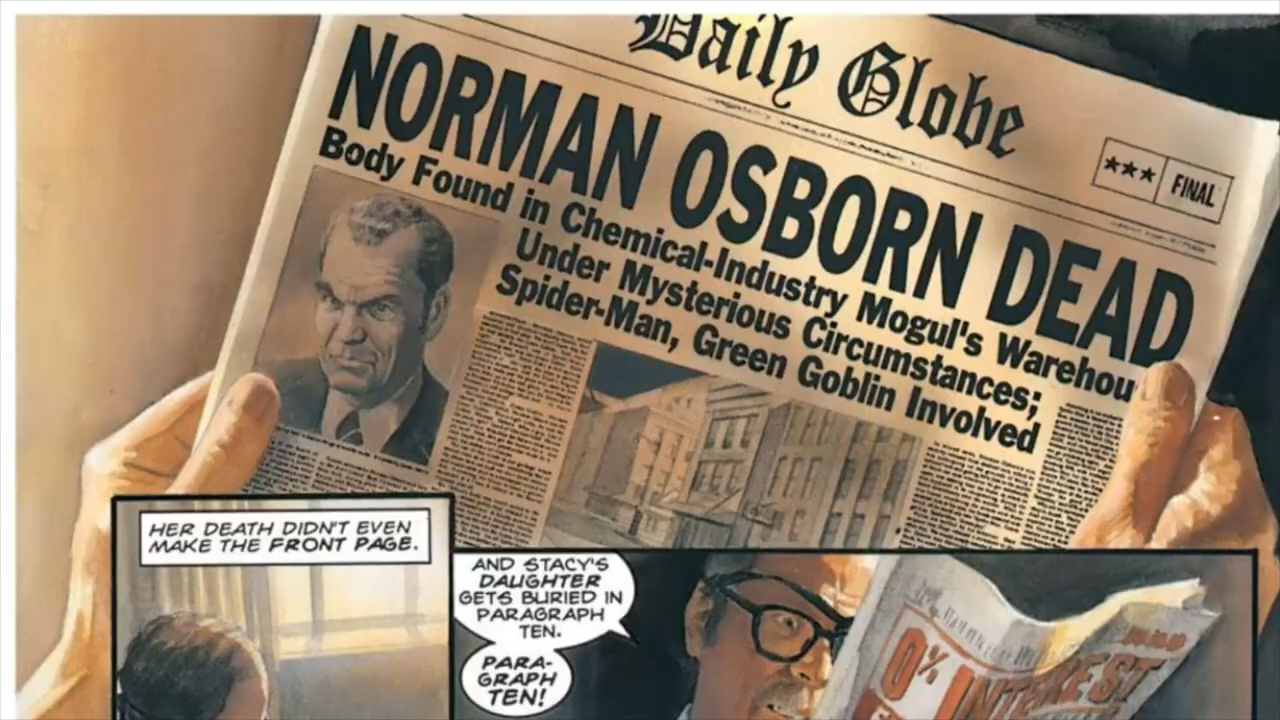 Daily Globe
NORMAN OSBORN DEAD
★★★ FINAL
Body Found in Chemical-Industry Mogul's Warehou
Under Mysterious Circumstances;
Spider-Man, Green Goblin Involved
HER DEATH DIDN'T EVEN
MAKE THE FRONT PAGE.
AND STACY'S
DAUGHTER
GETS BURIED IN
PARAGRAPH
TEN.
PARA-
GRAPH
TEN!
0% INTEREST